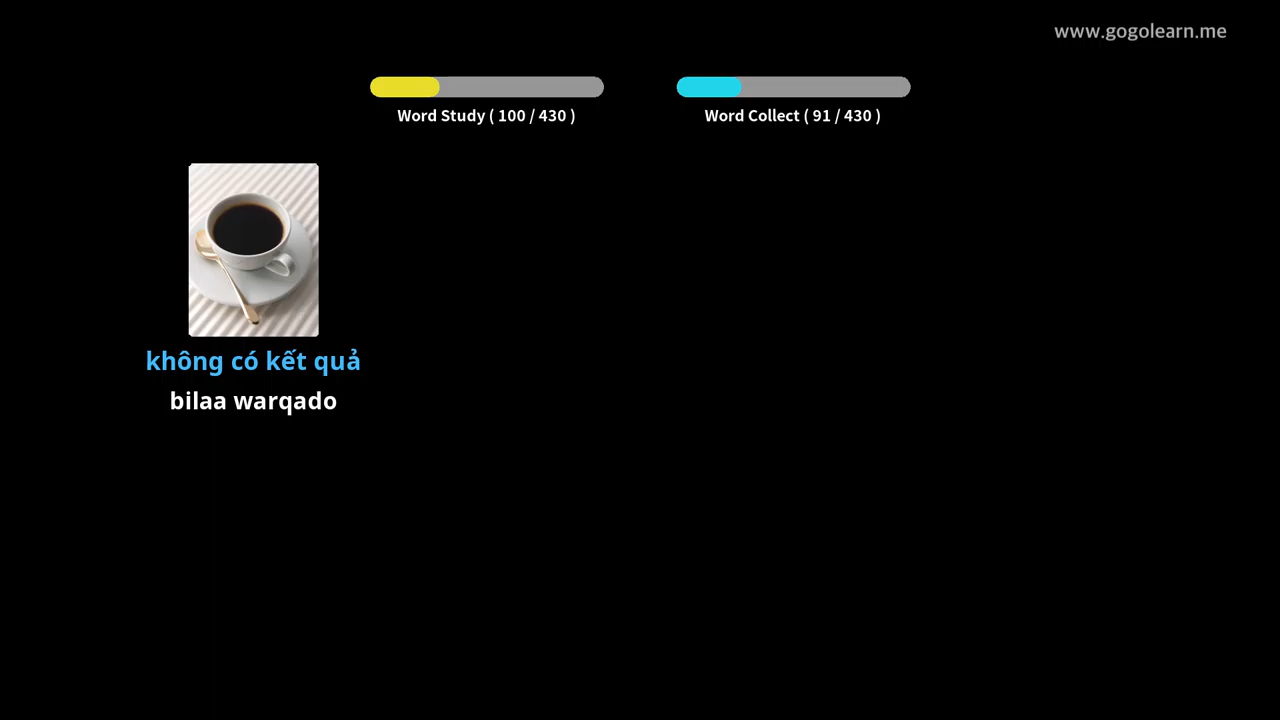 www.gogolearn.me
Word Study ( 100 / 430 )
Word Collect ( 91 / 430 )
không có kết quả
bilaa warqado